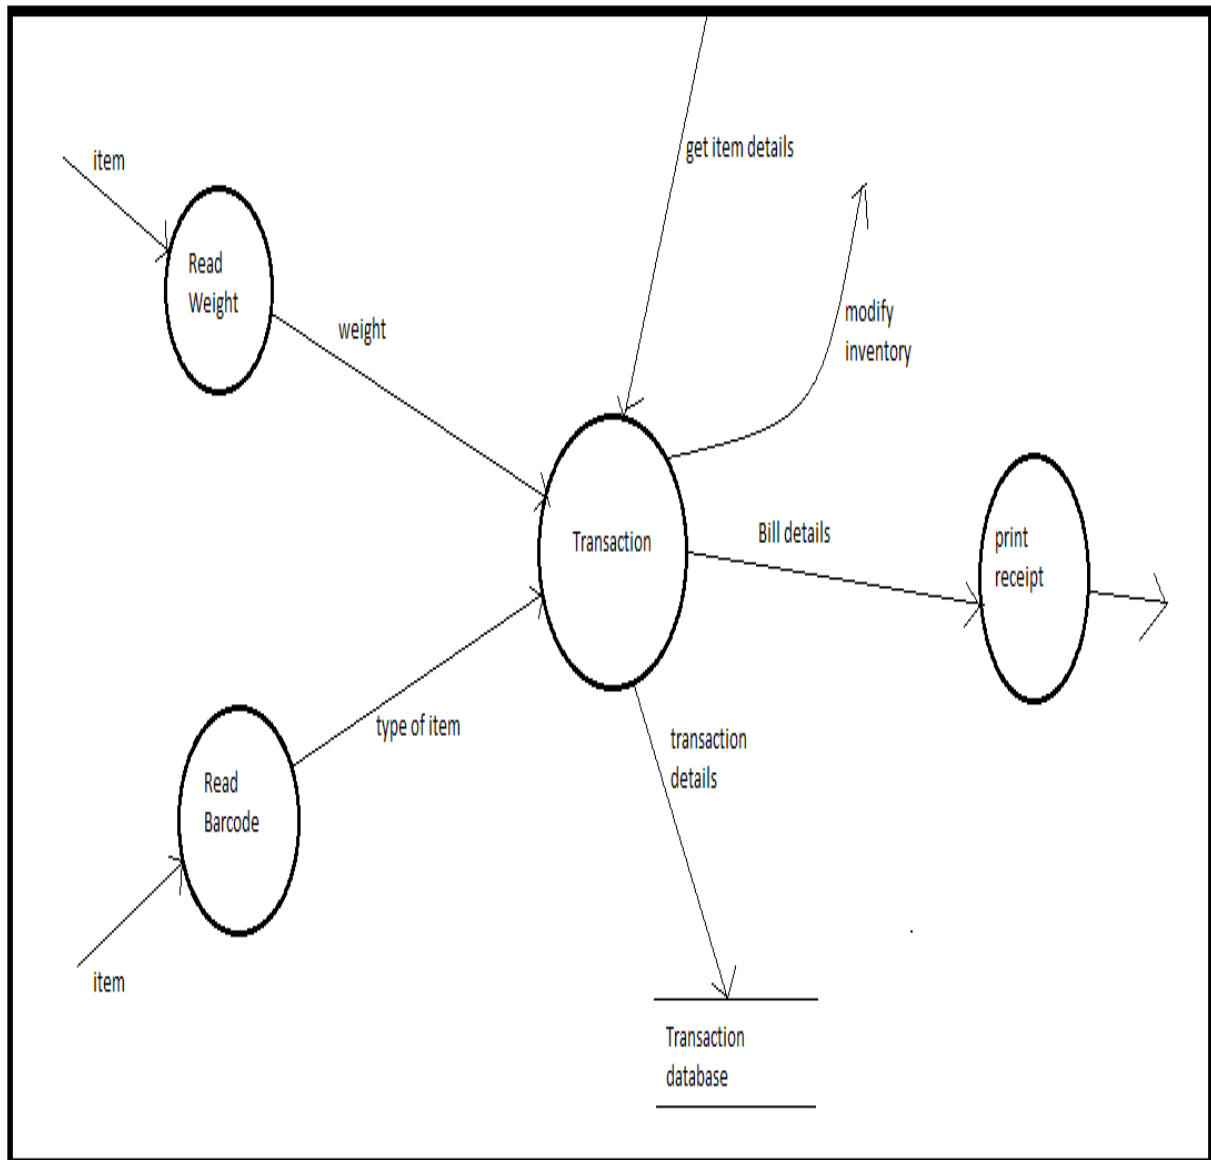 get item details
item
Read
Weight
weight
modify
inventory
Transaction
Bill details
print
receipt
type of item
transaction
details
Read
Barcode
item
Transaction
database